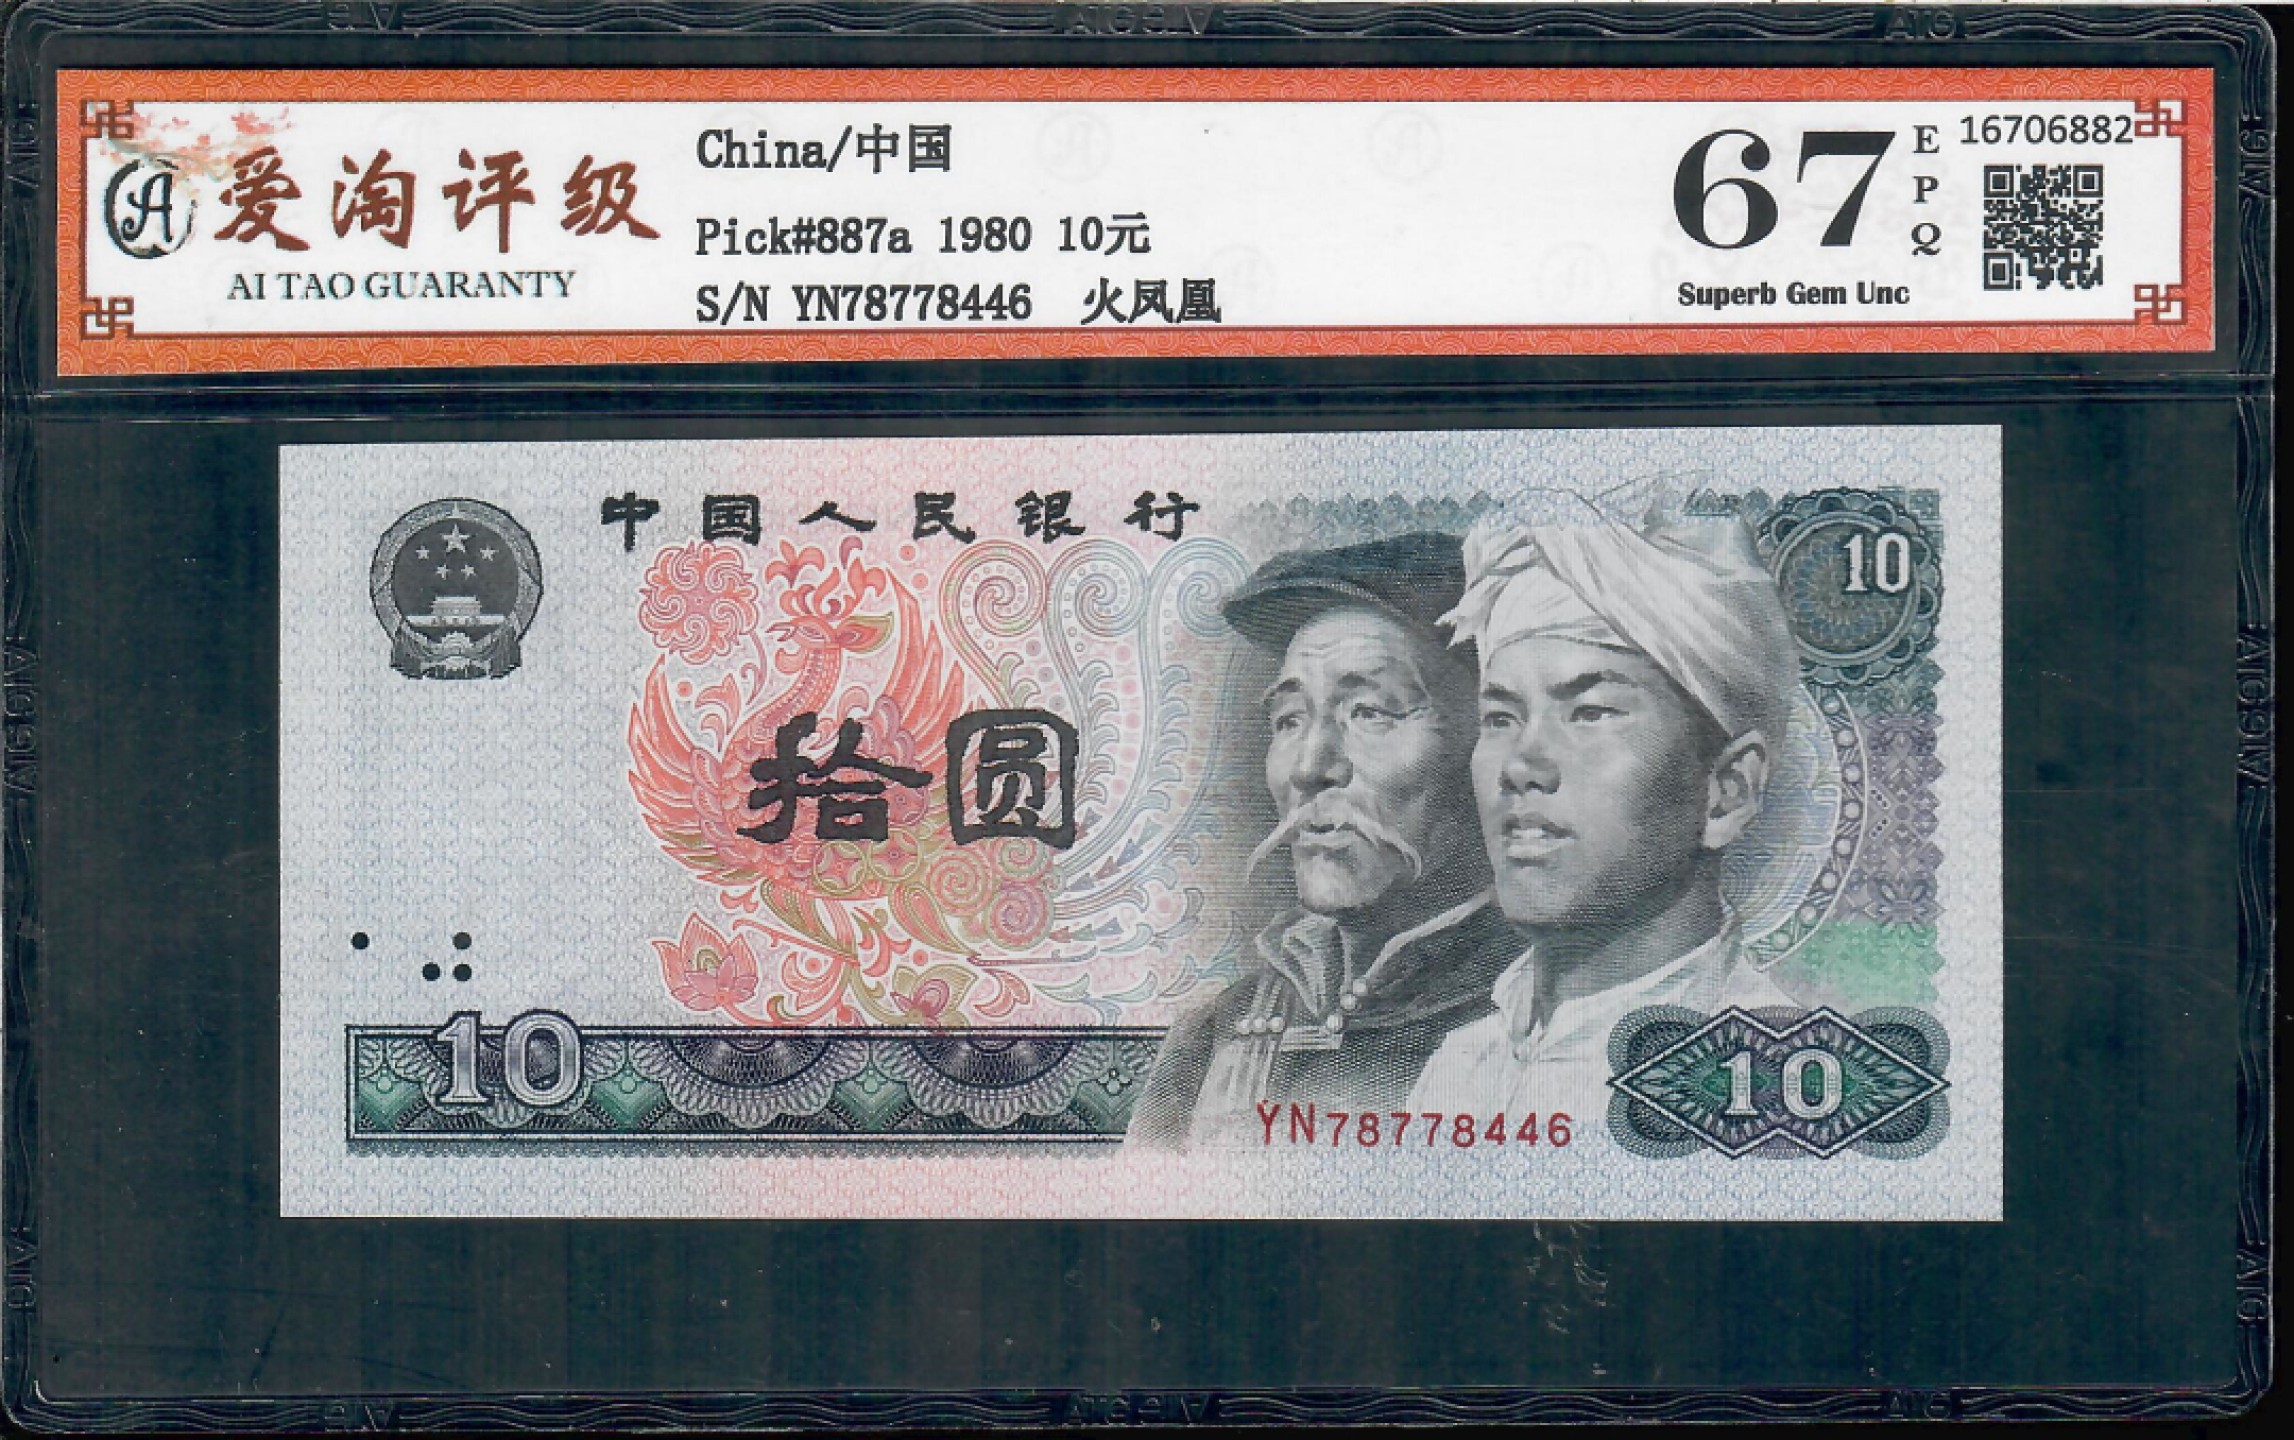 爱淘评级
AI TAO GUARANTY
China/中国
Pick#887a 1980 10元
S/N YN78778446 火凤凰
67
EPQ
Superb Gem Unc
16706882
中国人民银行
10
拾圆
10
10
YN78778446